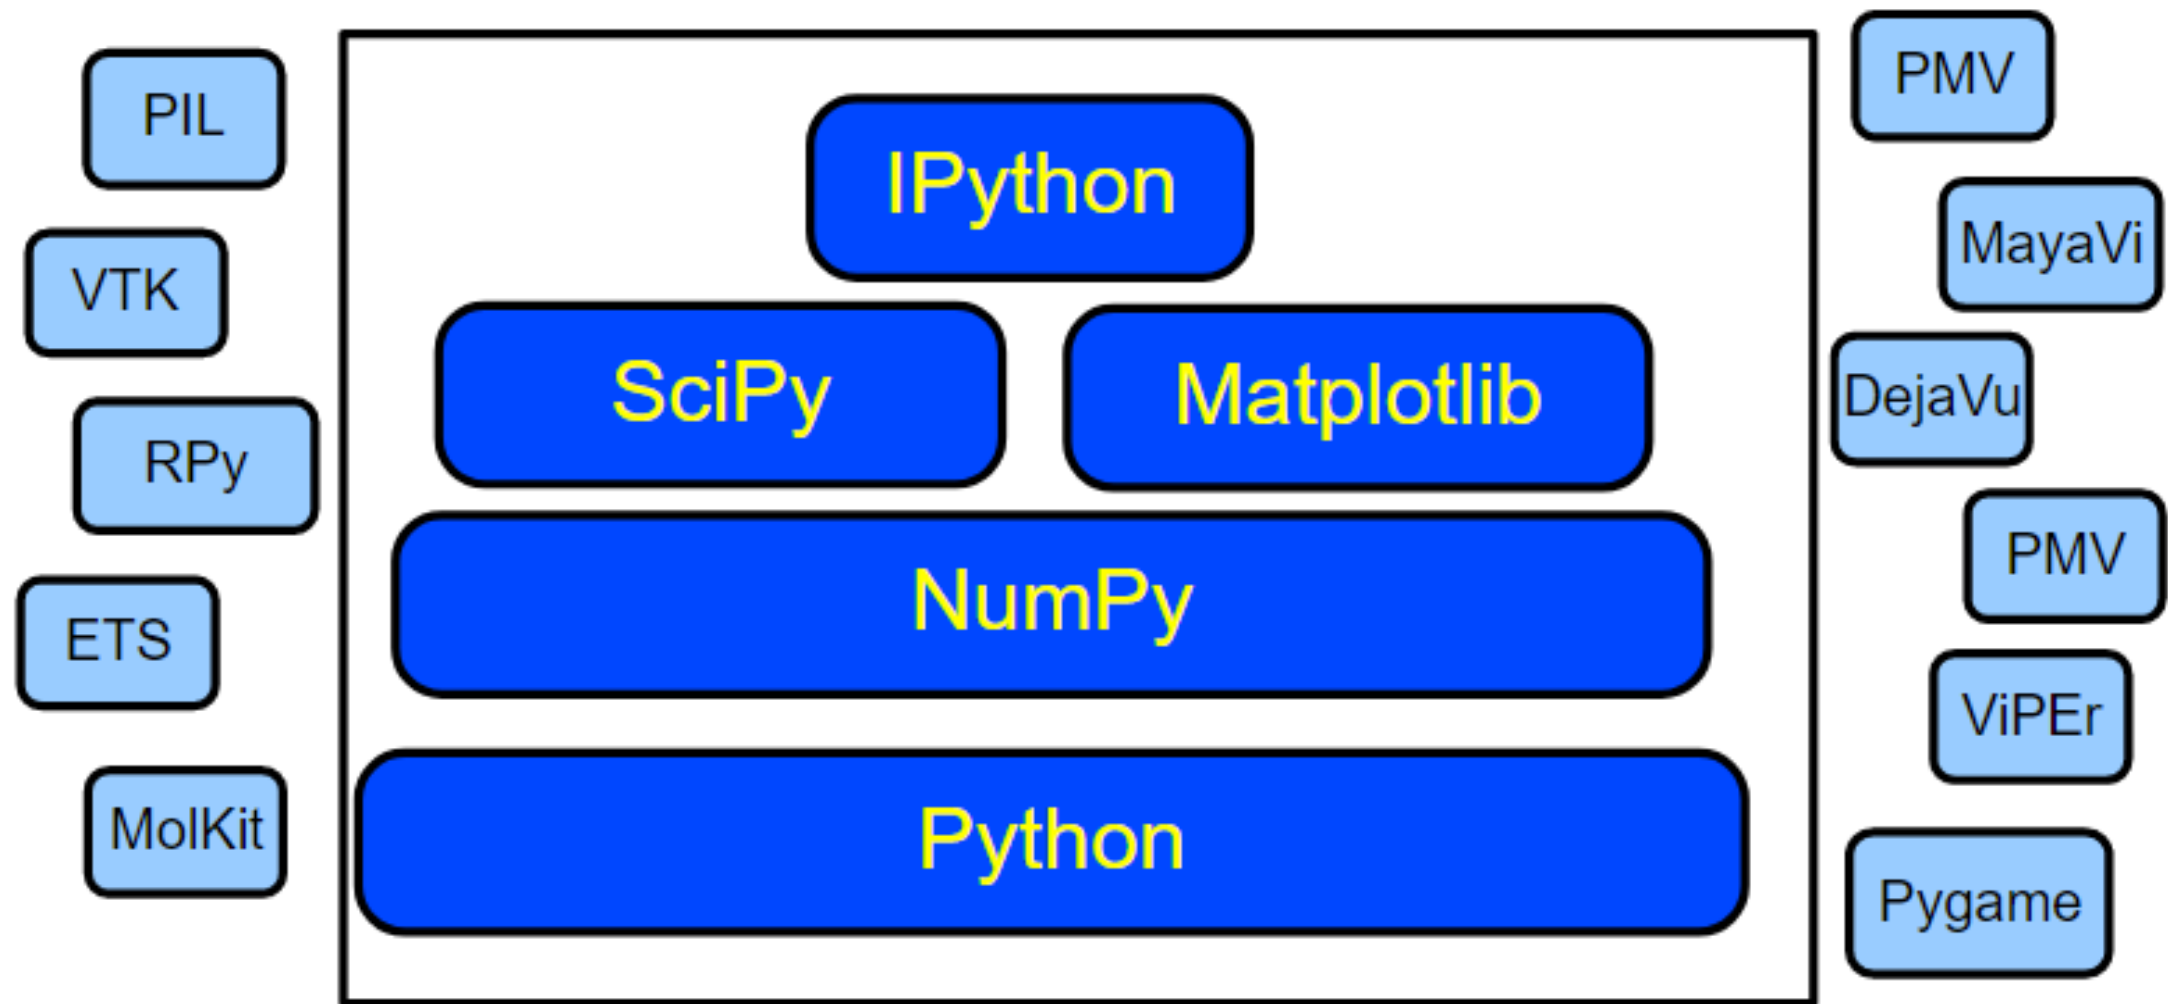 PIL
VTK
RPy
ETS
MolKit
IPython
SciPy
Matplotlib
NumPy
Python
PMV
MayaVi
DejaVu
PMV
ViPEr
Pygame